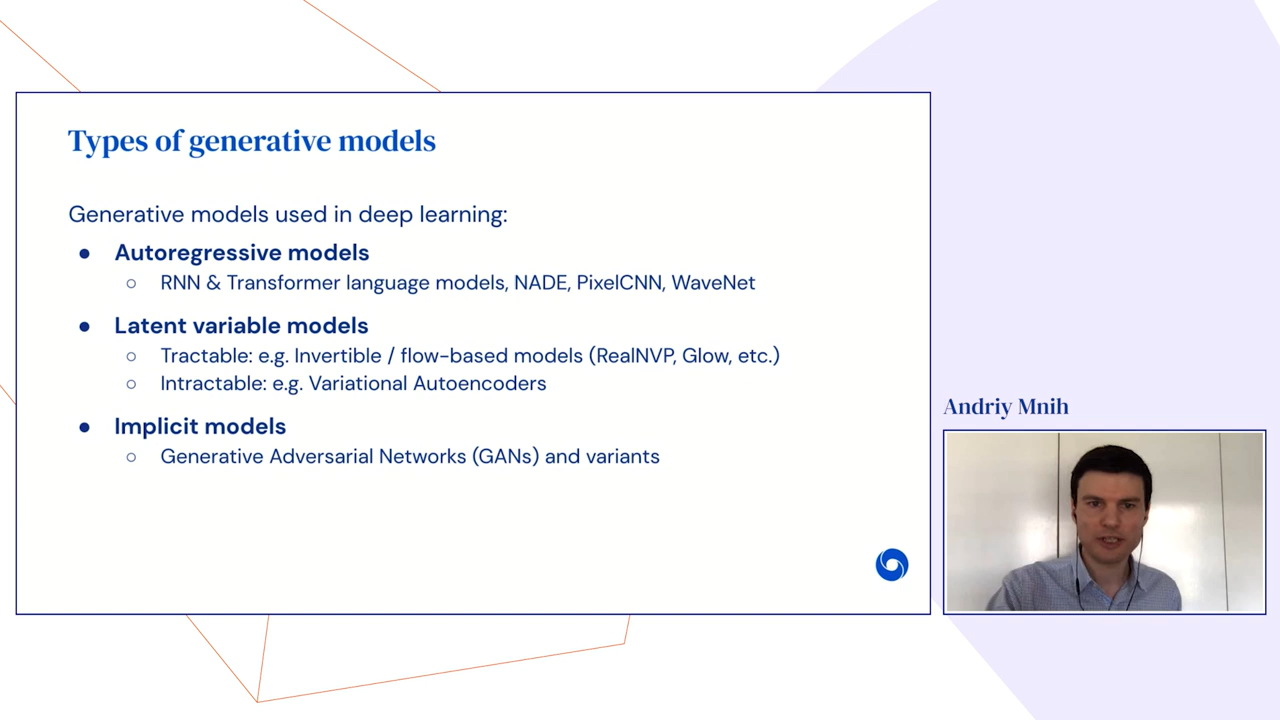 Types of generative models
Generative models used in deep learning:
● Autoregressive models
○ RNN & Transformer language models, NADE, PixelCNN, WaveNet
● Latent variable models
○ Tractable: e.g. Invertible / flow-based models (RealNVP, Glow, etc.)
○ Intractable: e.g. Variational Autoencoders
● Implicit models
○ Generative Adversarial Networks (GANs) and variants
Andriy Mnih